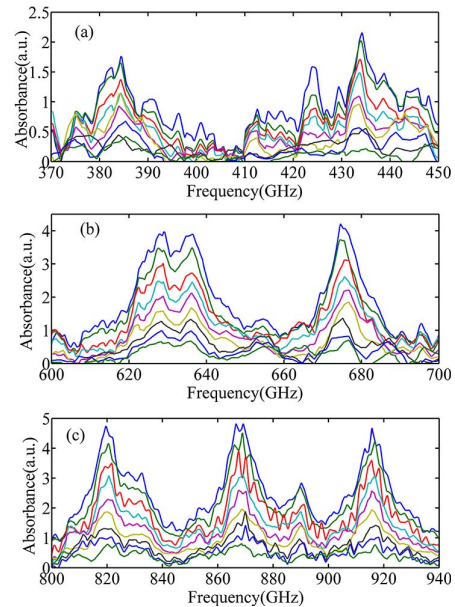 (a)
Absorbance(a.u.)
2.5
2
1.5
1
0.5
0
370 380 390 400 410 420 430 440 450
Frequency(GHz)
(b)
Absorbance(a.u.)
4
3
2
1
0
600 620 640 660 680 700
Frequency(GHz)
(c)
Absorbance(a.u.)
5
4
3
2
1
0
800 820 840 860 880 900 920 940
Frequency(GHz)